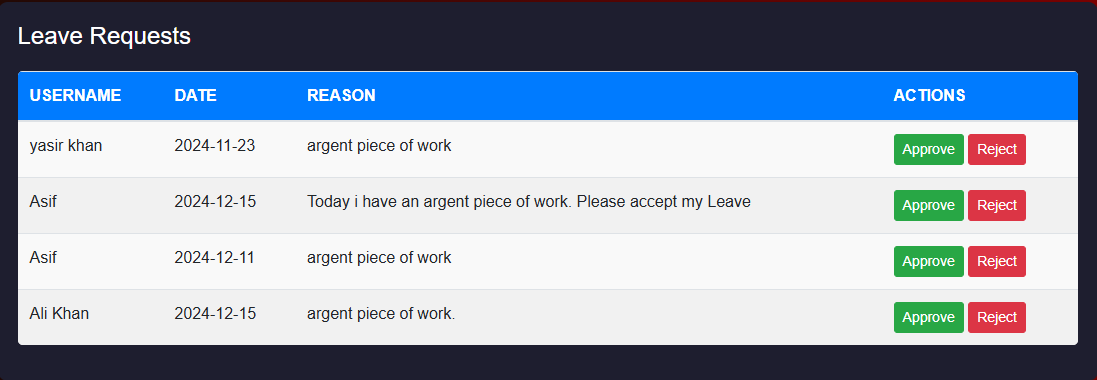 Leave Requests
USERNAME DATE REASON ACTIONS
yasir khan 2024-11-23 argent piece of work Approve Reject
Asif 2024-12-15 Today i have an argent piece of work. Please accept my Leave Approve Reject
Asif 2024-12-11 argent piece of work Approve Reject
Ali Khan 2024-12-15 argent piece of work. Approve Reject